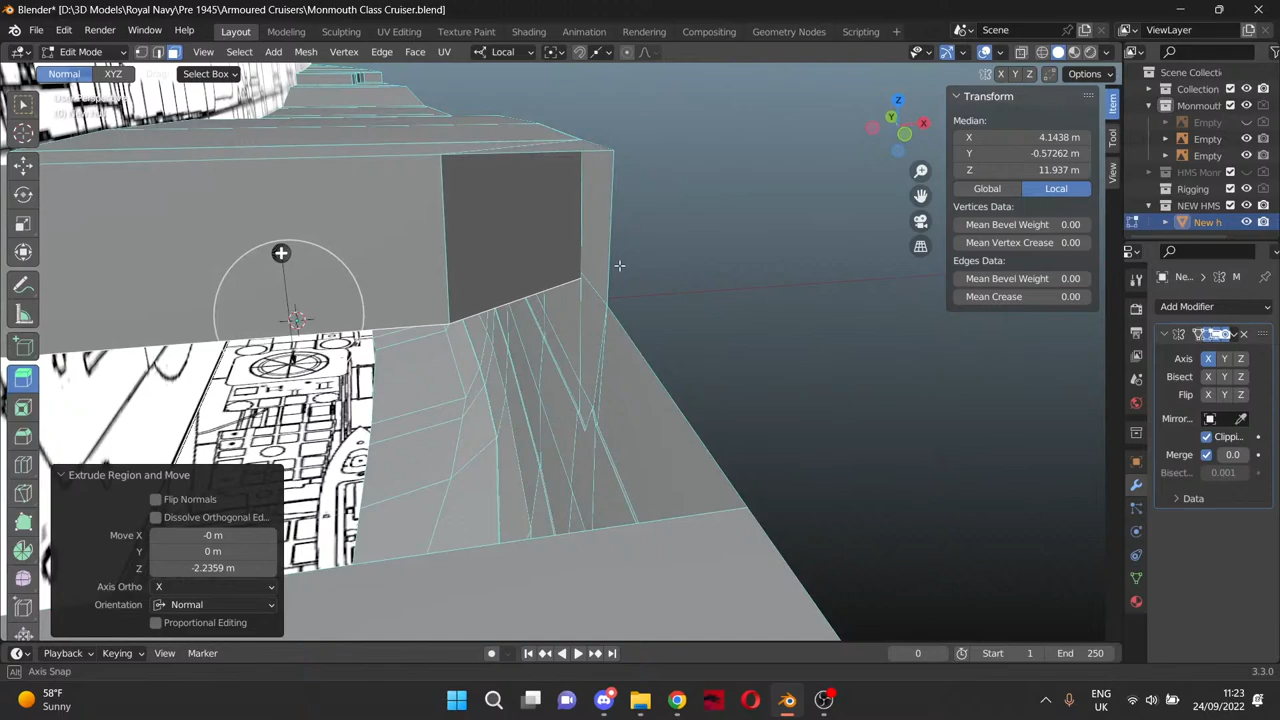 Blender* [D:\3D Models\Royal Navy\Pre 1945\Armoured Cruisers\Monmouth Class Cruiser.blend]
File Edit Render Window Help Layout Modeling Sculpting UV Editing Texture Paint Shading Animation Rendering Compositing Geometry Nodes Scripting + Scene ViewLayer
Edit Mode View Select Add Mesh Vertex Edge Face UV Local
Normal XYZ Drag: Select Box X Y Z Options
User Perspective
Z
Y X
Transform
Median:
X 4.1438 m
Y -0.57262 m
Z 11.937 m
Global Local
Vertices Data:
Mean Bevel Weight 0.00
Mean Vertex Crease 0.00
Edges Data:
Mean Bevel Weight 0.00
Mean Crease 0.00
Item
Tool
View
Scene Collecti
Collection
Monmout
Empty
Empty
Empty
HMS Monr
Rigging
NEW HMS
New h
Ne... M
Add Modifier
Axis X Y Z
Bisect X Y Z
Flip X Y Z
Mirror...
Clippi...
Merge 0.0
Bisect... 0.001
Data
Extrude Region and Move
Flip Normals
Dissolve Orthogonal Ed...
Move X -0 m
Y 0 m
Z -2.2359 m
Axis Ortho X
Orientation Normal
Proportional Editing
Playback Keying View Marker 0 Start 1 End 250
Alt Axis Snap 3.3.0
58°F
Sunny
ENG
UK
11:23
24/09/2022